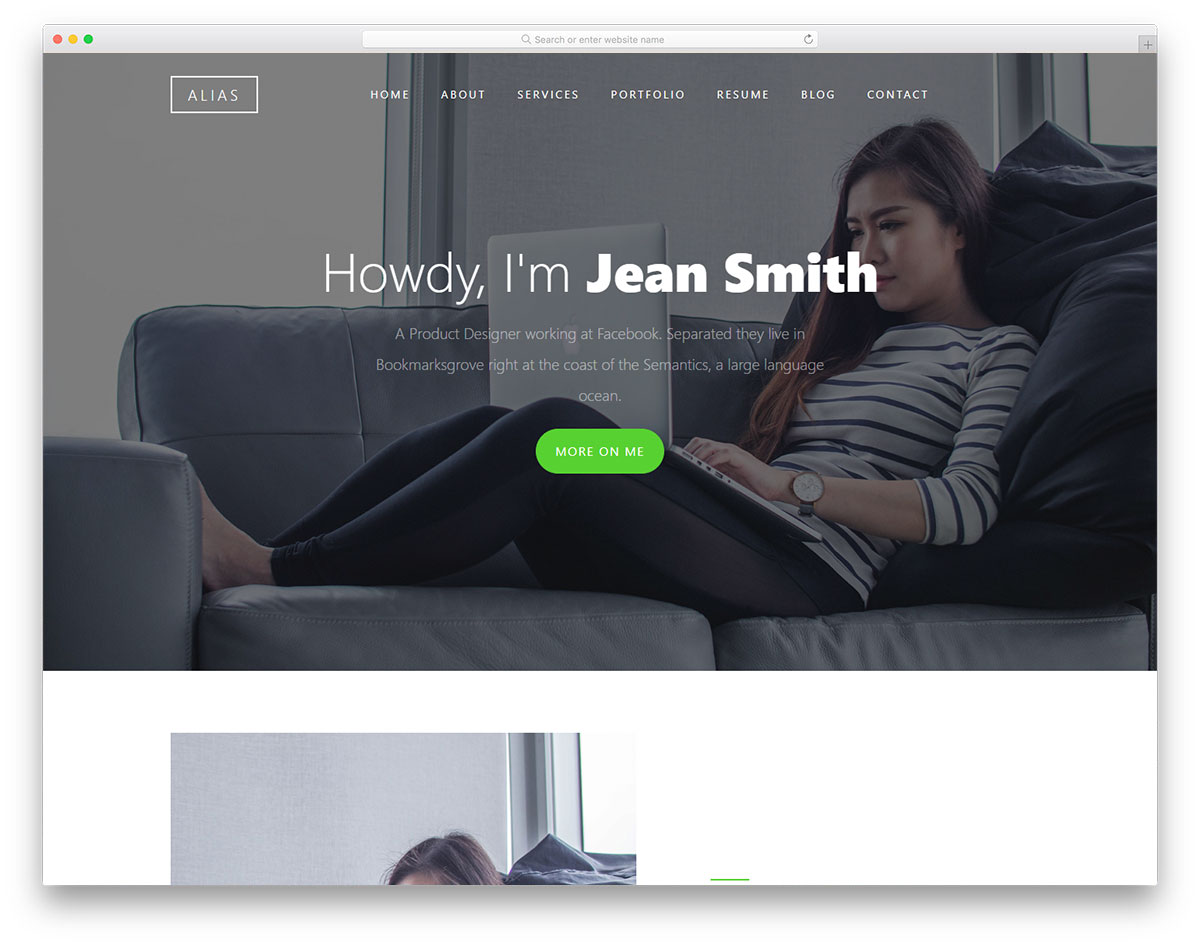 Search or enter website name
ALIAS
HOME ABOUT SERVICES PORTFOLIO RESUME BLOG CONTACT
Howdy, I'm Jean Smith
A Product Designer working at Facebook. Separated they live in
Bookmarksgrove right at the coast of the Semantics, a large language
ocean.
MORE ON ME